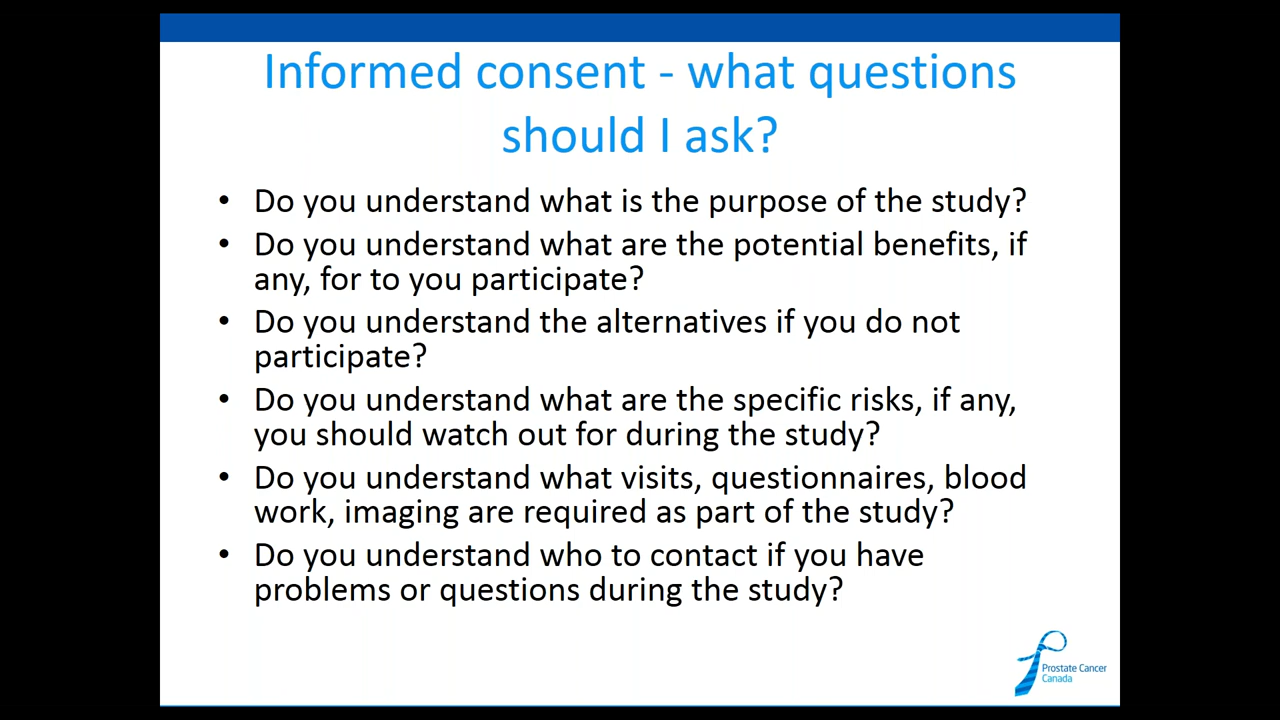 Informed consent - what questions
should I ask?
• Do you understand what is the purpose of the study?
• Do you understand what are the potential benefits, if
any, for to you participate?
• Do you understand the alternatives if you do not
participate?
• Do you understand what are the specific risks, if any,
you should watch out for during the study?
• Do you understand what visits, questionnaires, blood
work, imaging are required as part of the study?
• Do you understand who to contact if you have
problems or questions during the study?
Prostate Cancer
Canada